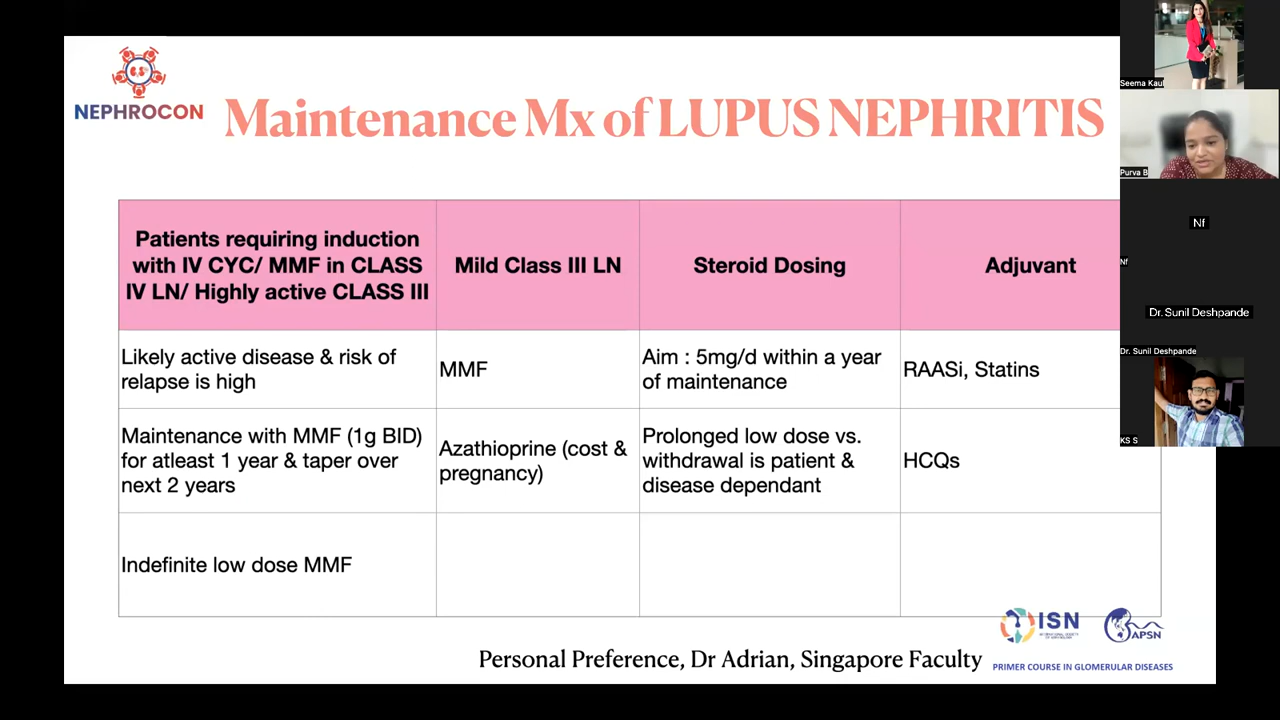 NEPHROCON
Maintenance Mx of LUPUS NEPHRITIS
Patients requiring induction
with IV CYC/ MMF in CLASS
IV LN/ Highly active CLASS III
Mild Class III LN
Steroid Dosing
Adjuvant
Likely active disease & risk of
relapse is high
MMF
Aim : 5mg/d within a year
of maintenance
RAASi, Statins
Maintenance with MMF (1g BID)
for atleast 1 year & taper over
next 2 years
Azathioprine (cost &
pregnancy)
Prolonged low dose vs.
withdrawal is patient &
disease dependant
HCQs
Indefinite low dose MMF
Personal Preference, Dr Adrian, Singapore Faculty
ISN
APSN
PRIMER COURSE IN GLOMERULAR DISEASES
Seema Kaul
Purva B
Nf
Nf
Dr. Sunil Deshpande
Dr. Sunil Deshpande
KS S